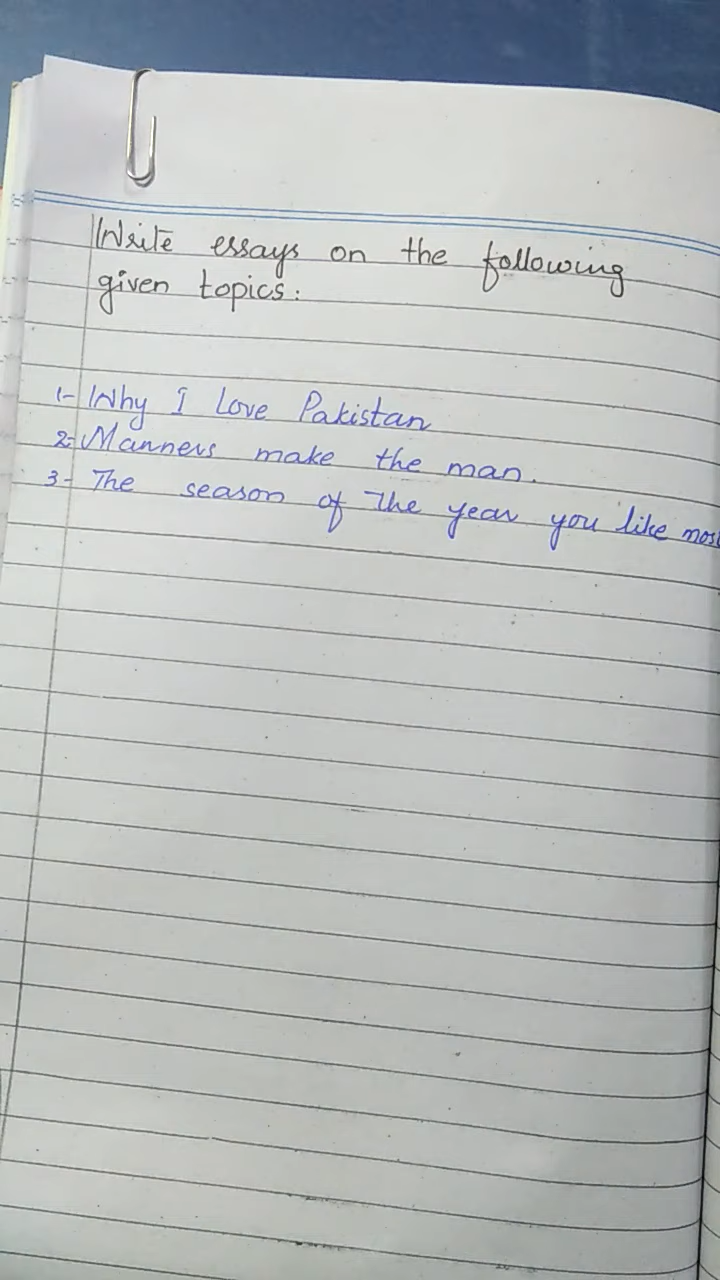 Write essays on the following
given topics:
1- Why I Love Pakistan
2- Manners make the man.
3- The season of the year you like most